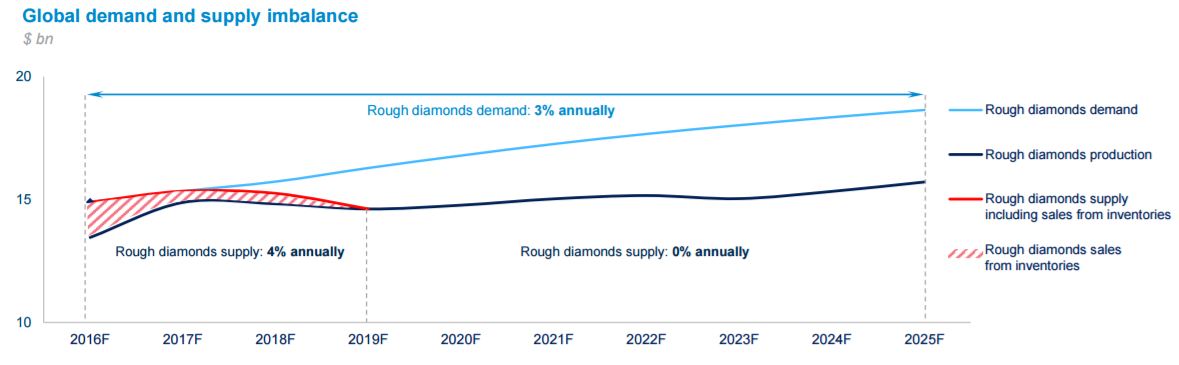 Global demand and supply imbalance
$ bn
20
Rough diamonds demand: 3% annually
Rough diamonds demand
Rough diamonds production
15
Rough diamonds supply
including sales from inventories
Rough diamonds supply: 4% annually
Rough diamonds supply: 0% annually
Rough diamonds sales
from inventories
10
2016F 2017F 2018F 2019F 2020F 2021F 2022F 2023F 2024F 2025F